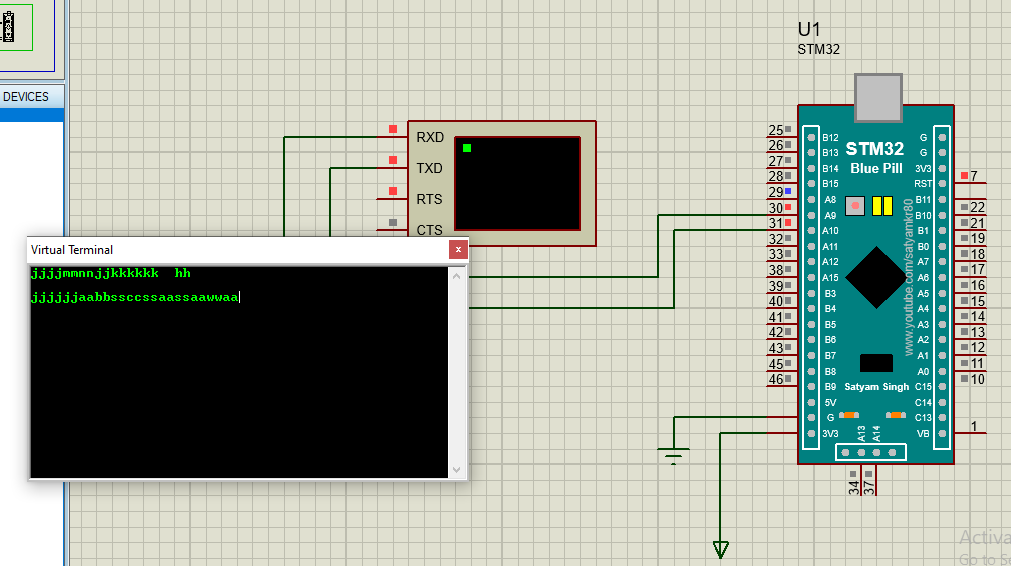 DEVICES
U1
STM32
RXD
TXD
RTS
CTS
Virtual Terminal
x
jjjjmmnnjjkkkkkk  hh
jjjjjjaabbssccssaassaawwaa
STM32
Blue Pill
www.youtube.com/satyamkr80
Satyam Singh
25 B12
26 B13
27 B14
28 B15
29 A8
30 A9
31 A10
32 A11
33 A12
38 A15
39 B3
40 B4
41 B5
42 B6
43 B7
45 B8
46 B9
5V
G
3V3
G
G
3V3
RST 7
B11 22
B10 21
B1 19
B0 18
A7 17
A6 16
A5 15
A4 14
A3 13
A2 12
A1 11
A0 10
C15
C14
C13
VB 1
A13
A14
34
37
Activa
Go to Se